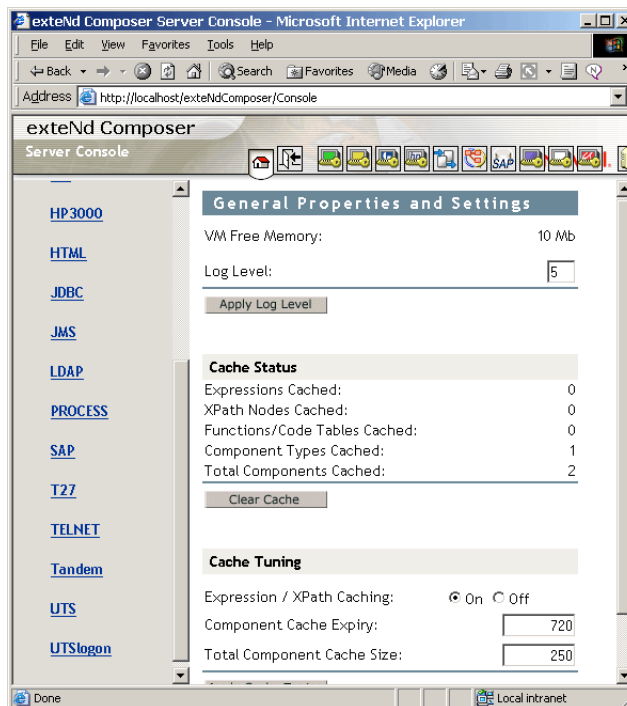 exteNd Composer Server Console - Microsoft Internet Explorer
File Edit View Favorites Tools Help
Back Search Favorites Media
Address http://localhost/exteNdComposer/Console
exteNd Composer
Server Console
SAP
HP3000
HTML
JDBC
JMS
LDAP
PROCESS
SAP
T27
TELNET
Tandem
UTS
UTSlogon
General Properties and Settings
VM Free Memory: 10 Mb
Log Level: 5
Apply Log Level
Cache Status
Expressions Cached: 0
XPath Nodes Cached: 0
Functions/Code Tables Cached: 0
Component Types Cached: 1
Total Components Cached: 2
Clear Cache
Cache Tuning
Expression / XPath Caching: On Off
Component Cache Expiry: 720
Total Component Cache Size: 250
Done Local intranet